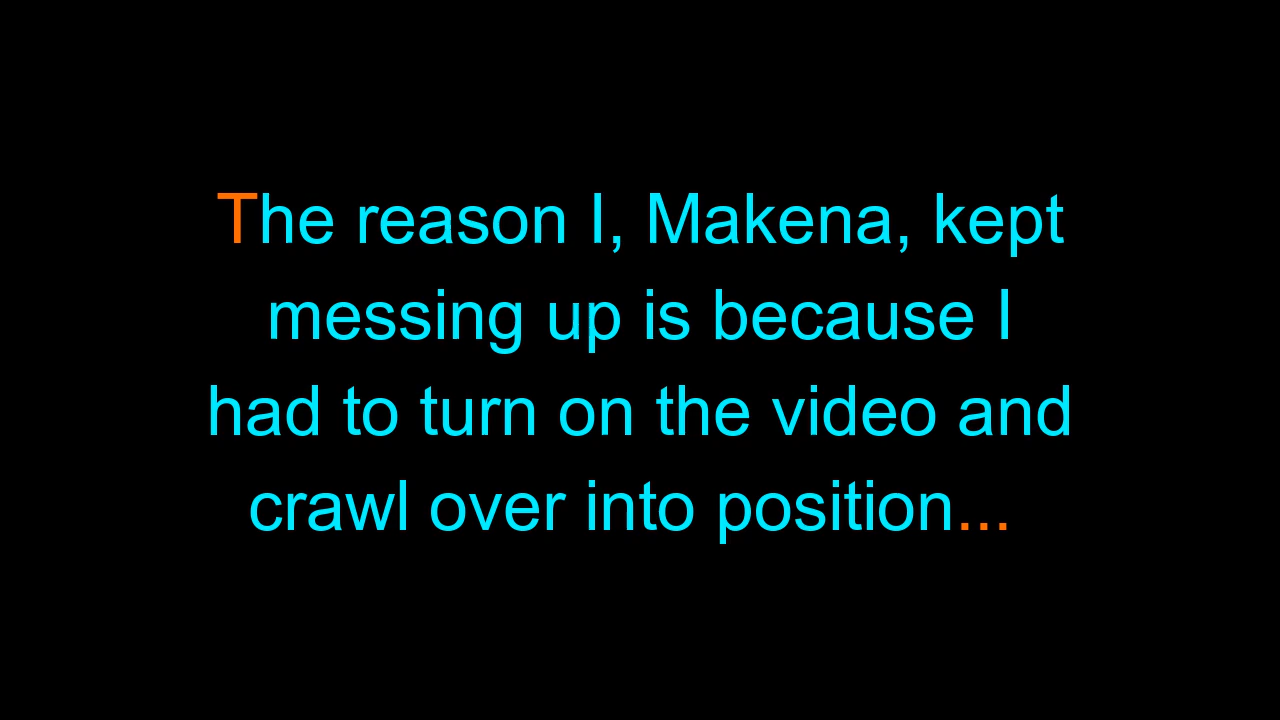 The reason I, Makena, kept
messing up is because I
had to turn on the video and
crawl over into position...